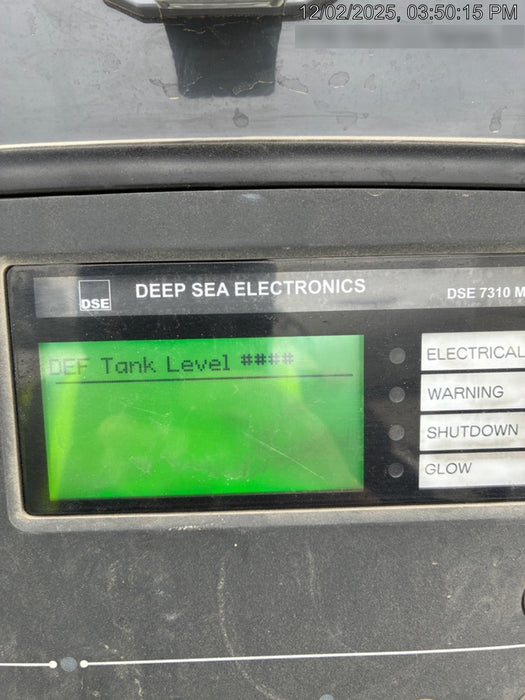 12/02/2025, 03:50:15 PM
DSE
DEEP SEA ELECTRONICS
DSE 7310 M
DEF Tank Level ####
ELECTRICAL
WARNING
SHUTDOWN
GLOW